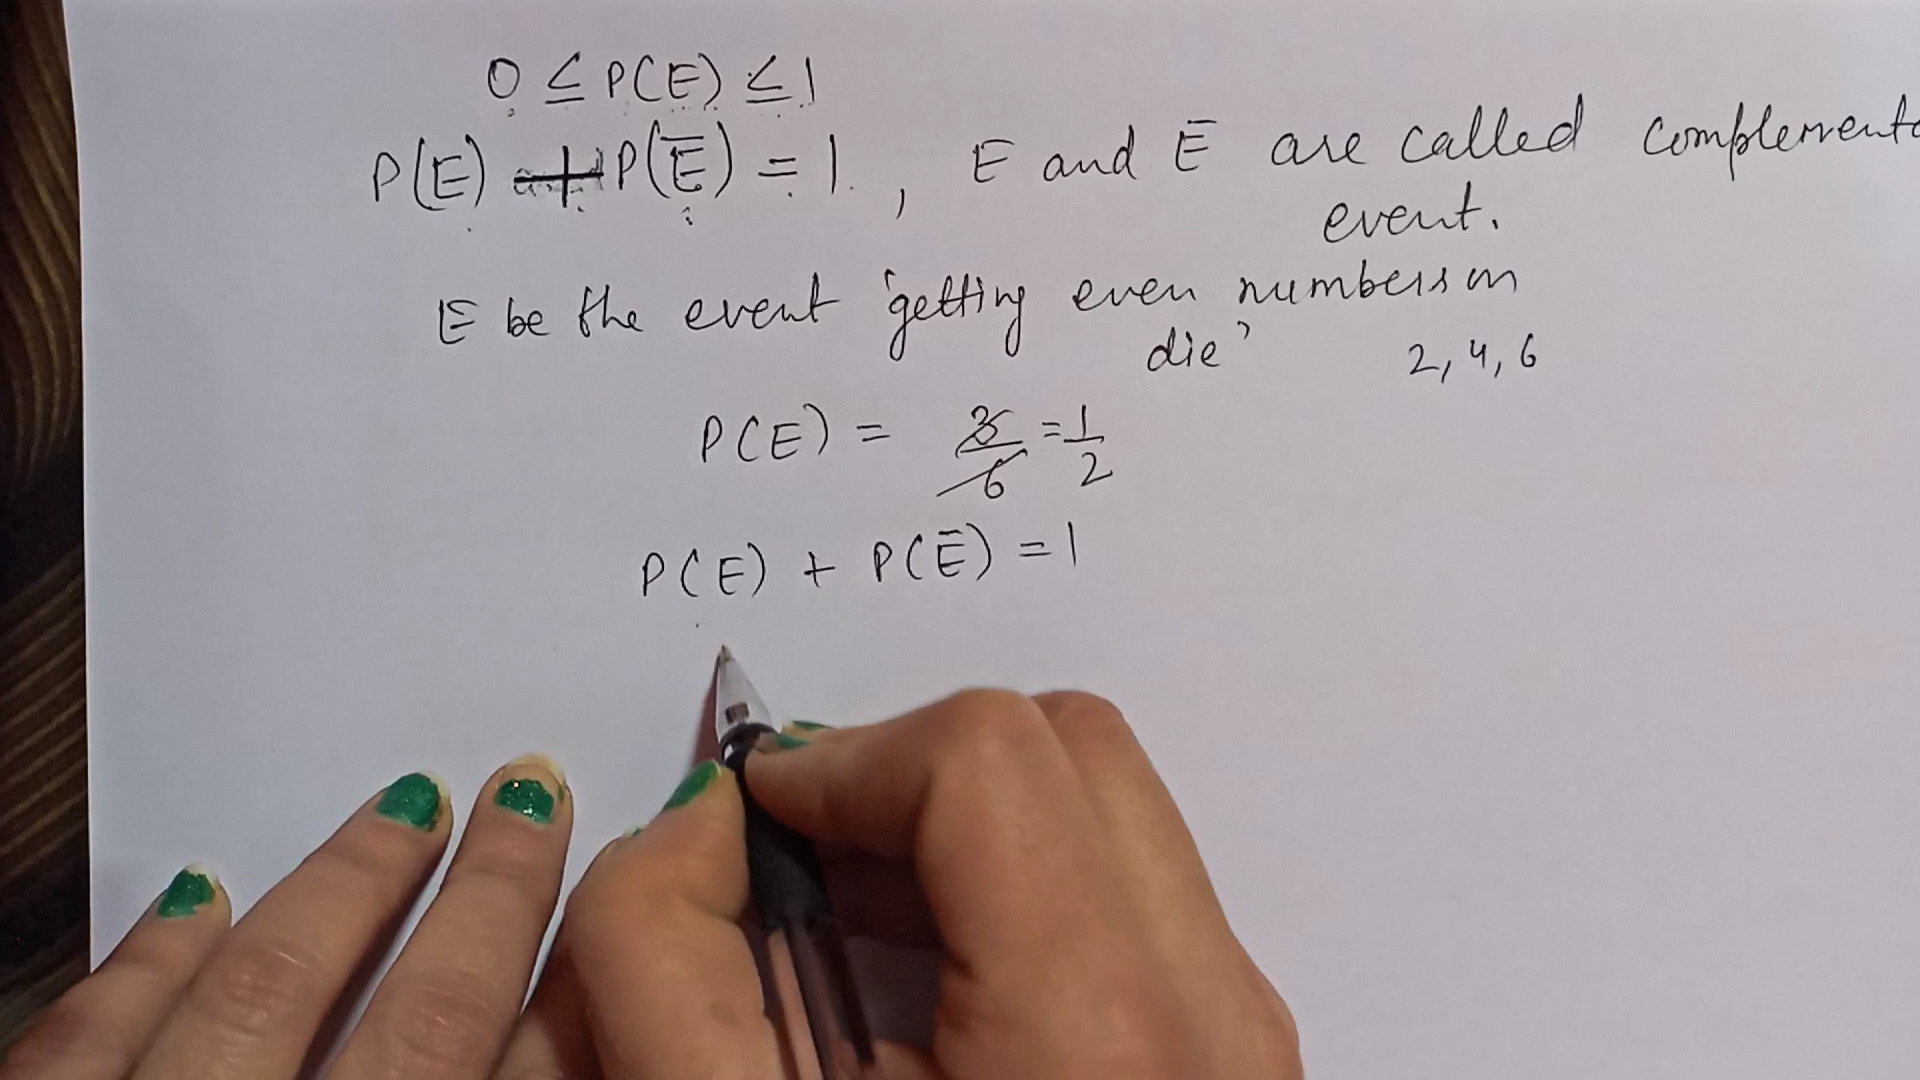 0 ≤ P(E) ≤ 1
P(E) + P(Ē) = 1 , E and Ē are called complementa
event.
E be the event 'getting even numbers on
die' 2, 4, 6
P(E) = 3/6 = 1/2
P(E) + P(Ē) = 1